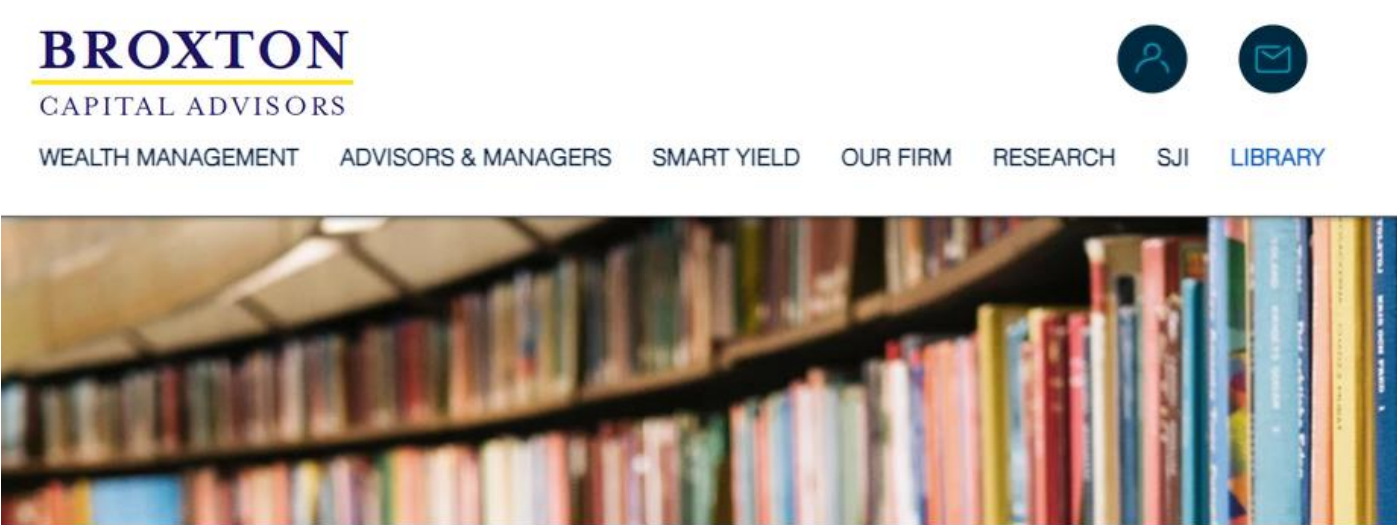 BROXTON
CAPITAL ADVISORS
WEALTH MANAGEMENT ADVISORS & MANAGERS SMART YIELD OUR FIRM RESEARCH SJI LIBRARY